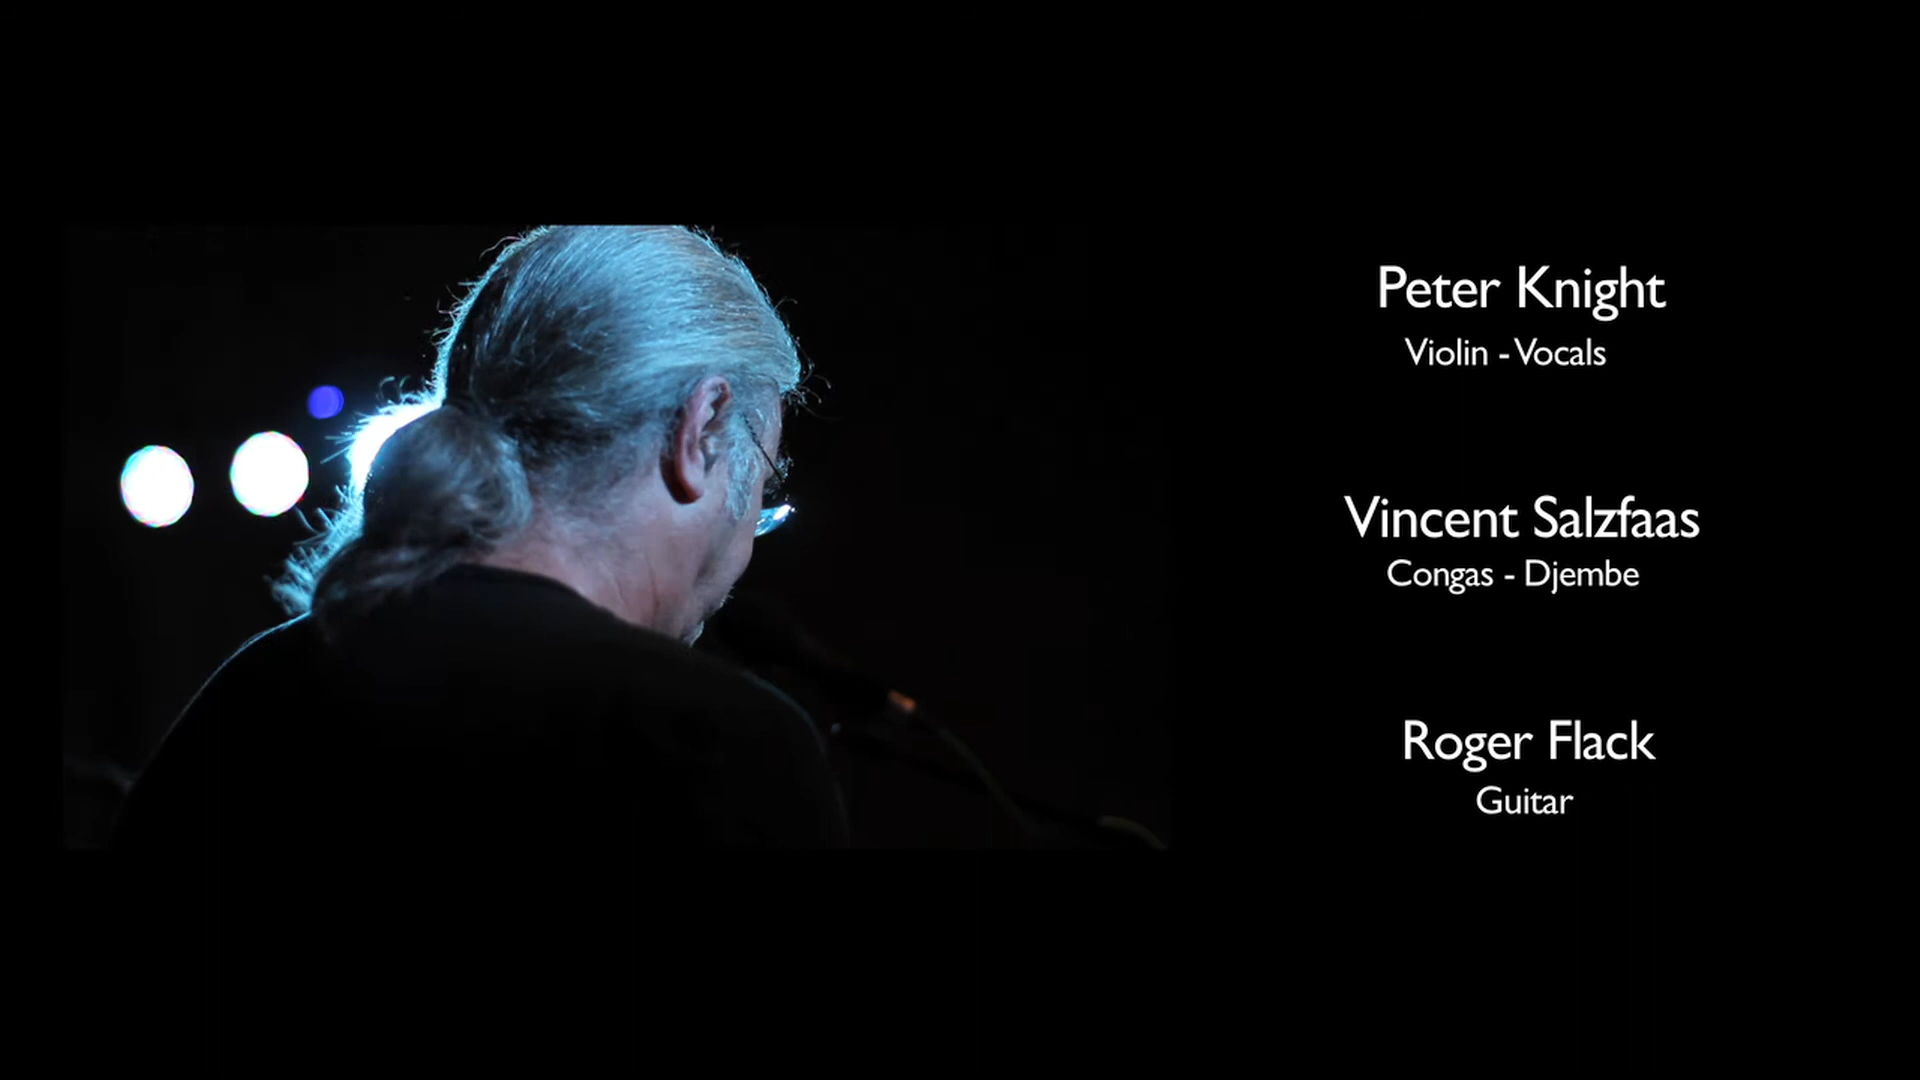 Peter Knight
Violin - Vocals
Vincent Salzfaas
Congas - Djembe
Roger Flack
Guitar